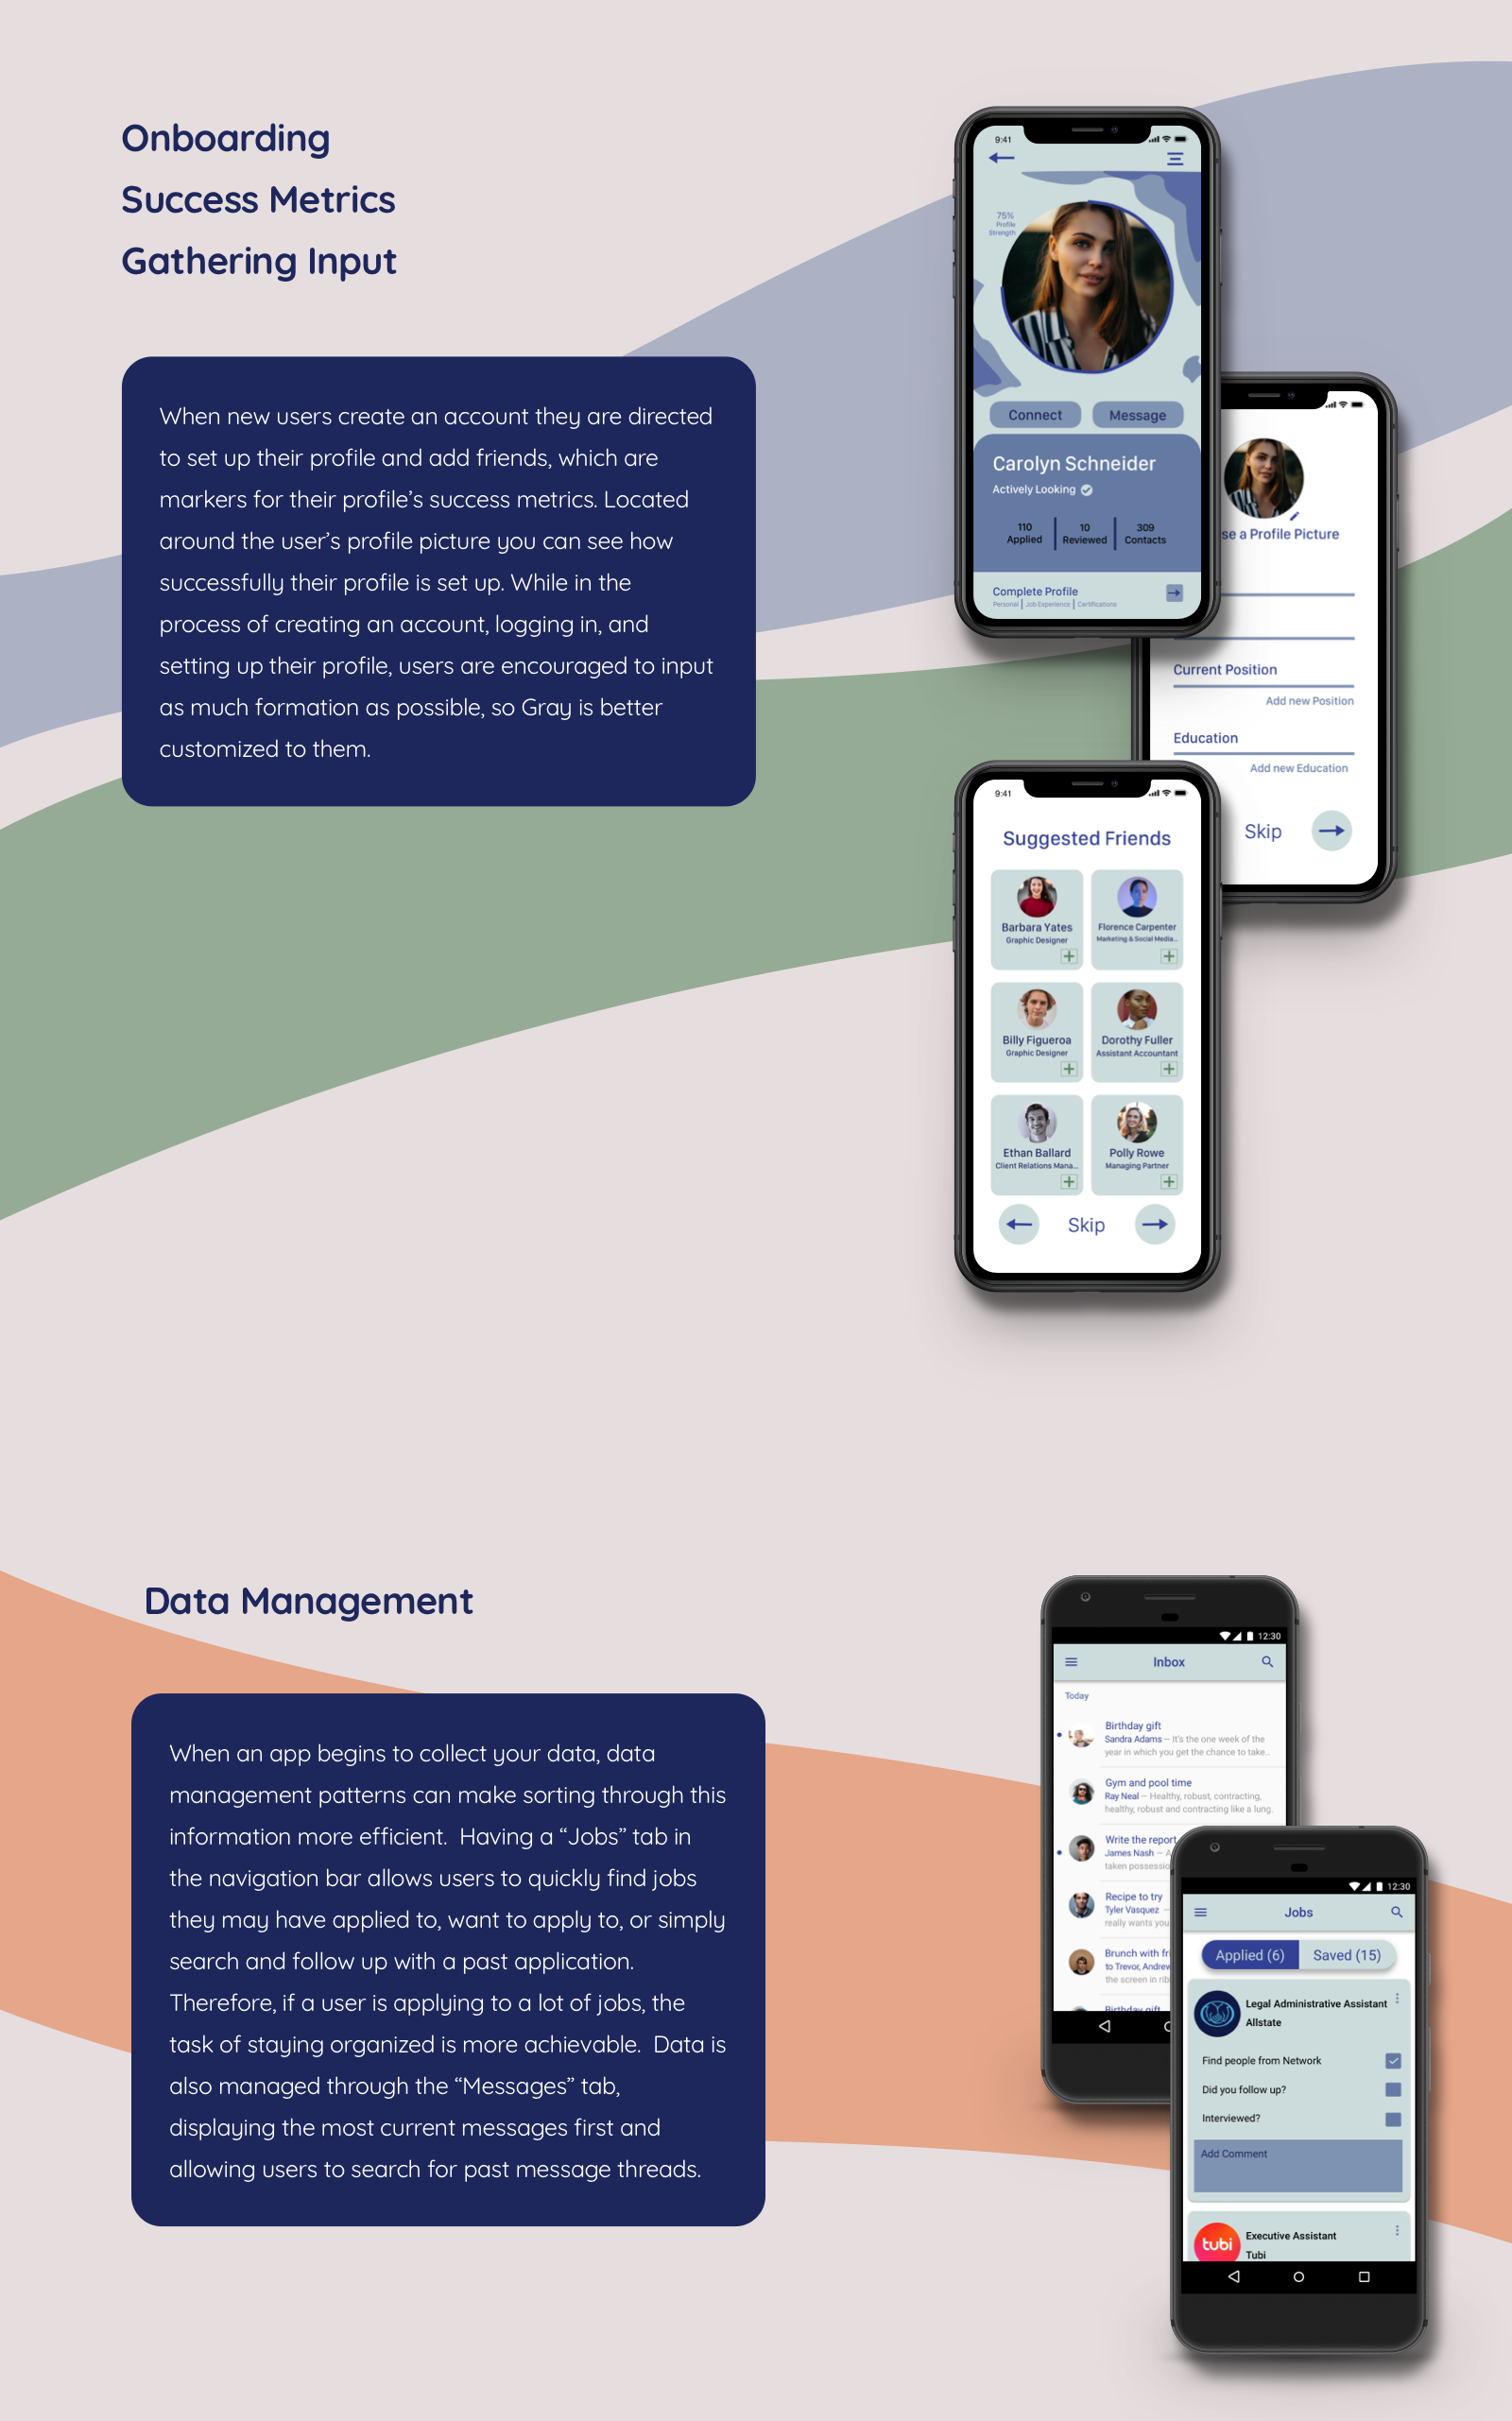 Onboarding
Success Metrics
Gathering Input
When new users create an account they are directed
to set up their profile and add friends, which are
markers for their profile’s success metrics. Located
around the user’s profile picture you can see how
successfully their profile is set up. While in the
process of creating an account, logging in, and
setting up their profile, users are encouraged to input
as much formation as possible, so Gray is better
customized to them.
9:41
75%
Profile
Strength
Connect
Message
Carolyn Schneider
Actively Looking
110
Applied
10
Reviewed
309
Contacts
Complete Profile
Personal | Job Experience | Certifications
se a Profile Picture
Current Position
Add new Position
Education
Add new Education
Skip
9:41
Suggested Friends
Barbara Yates
Graphic Designer
Florence Carpenter
Marketing & Social Media...
Billy Figueroa
Graphic Designer
Dorothy Fuller
Assistant Accountant
Ethan Ballard
Client Relations Mana...
Polly Rowe
Managing Partner
Skip
Data Management
When an app begins to collect your data, data
management patterns can make sorting through this
information more efficient.  Having a “Jobs” tab in
the navigation bar allows users to quickly find jobs
they may have applied to, want to apply to, or simply
search and follow up with a past application.
Therefore, if a user is applying to a lot of jobs, the
task of staying organized is more achievable.  Data is
also managed through the “Messages” tab,
displaying the most current messages first and
allowing users to search for past message threads.
12:30
Inbox
Today
Birthday gift
Sandra Adams — It’s the one week of the
year in which you get the chance to take...
Gym and pool time
Ray Neal — Healthy, robust, contracting,
healthy, robust and contracting like a lung.
Write the report
James Nash — A
taken possessio
Recipe to try
Tyler Vasquez —
really wants you
Brunch with fri
to Trevor, Andrew
the screen in rib
Birthday gift
12:30
Jobs
Applied (6)
Saved (15)
Legal Administrative Assistant
Allstate
Find people from Network
Did you follow up?
Interviewed?
Add Comment
tubi
Executive Assistant
Tubi